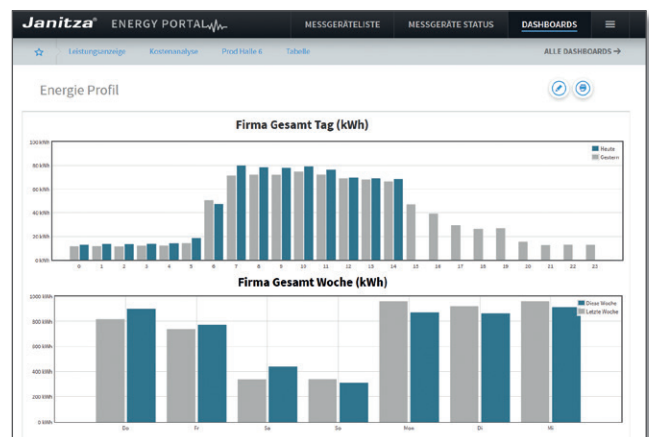 Janitza® ENERGY PORTAL MESSGERÄTELISTE MESSGERÄTE STATUS DASHBOARDS
Leistungsanzeige Kostenanalyse Prod Halle 6 Tabelle ALLE DASHBOARDS →
Energie Profil
Firma Gesamt Tag (kWh)
100 kWh
Heute
Gestern
80 kWh
60 kWh
40 kWh
20 kWh
0 kWh
0 1 2 3 4 5 6 7 8 9 10 11 12 13 14 15 16 17 18 19 20 21 22 23
Firma Gesamt Woche (kWh)
1000 kWh
Diese Woche
Letzte Woche
800 kWh
600 kWh
400 kWh
200 kWh
0 kWh
Do Fr Sa So Mon Di Mi